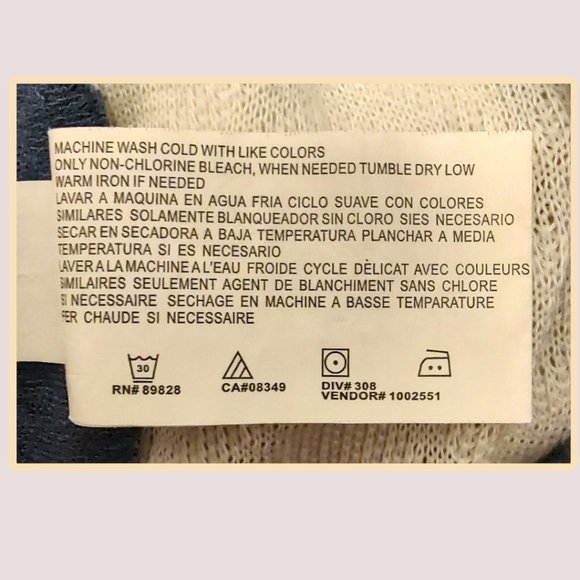 MACHINE WASH COLD WITH LIKE COLORS
ONLY NON-CHLORINE BLEACH, WHEN NEEDED TUMBLE DRY LOW
WARM IRON IF NEEDED
LAVAR A MAQUINA EN AGUA FRIA CICLO SUAVE CON COLORES
SIMILARES SOLAMENTE BLANQUEADOR SIN CLORO SIES NECESARIO
SECAR EN SECADORA A BAJA TEMPERATURA PLANCHAR A MEDIA
TEMPERATURA SI ES NECESARIO
LAVER A LA MACHINE A L'EAU FROIDE CYCLE DÈLICAT AVEC COULEURS
SIMILAIRES SEULEMENT AGENT DE BLANCHIMENT SANS CHLORE
SI NECESSAIRE SECHAGE EN MACHINE A BASSE TEMPARATURE
FER CHAUDE SI NECESSAIRE
30
RN# 89828 CA#08349 DIV# 308
VENDOR# 1002551